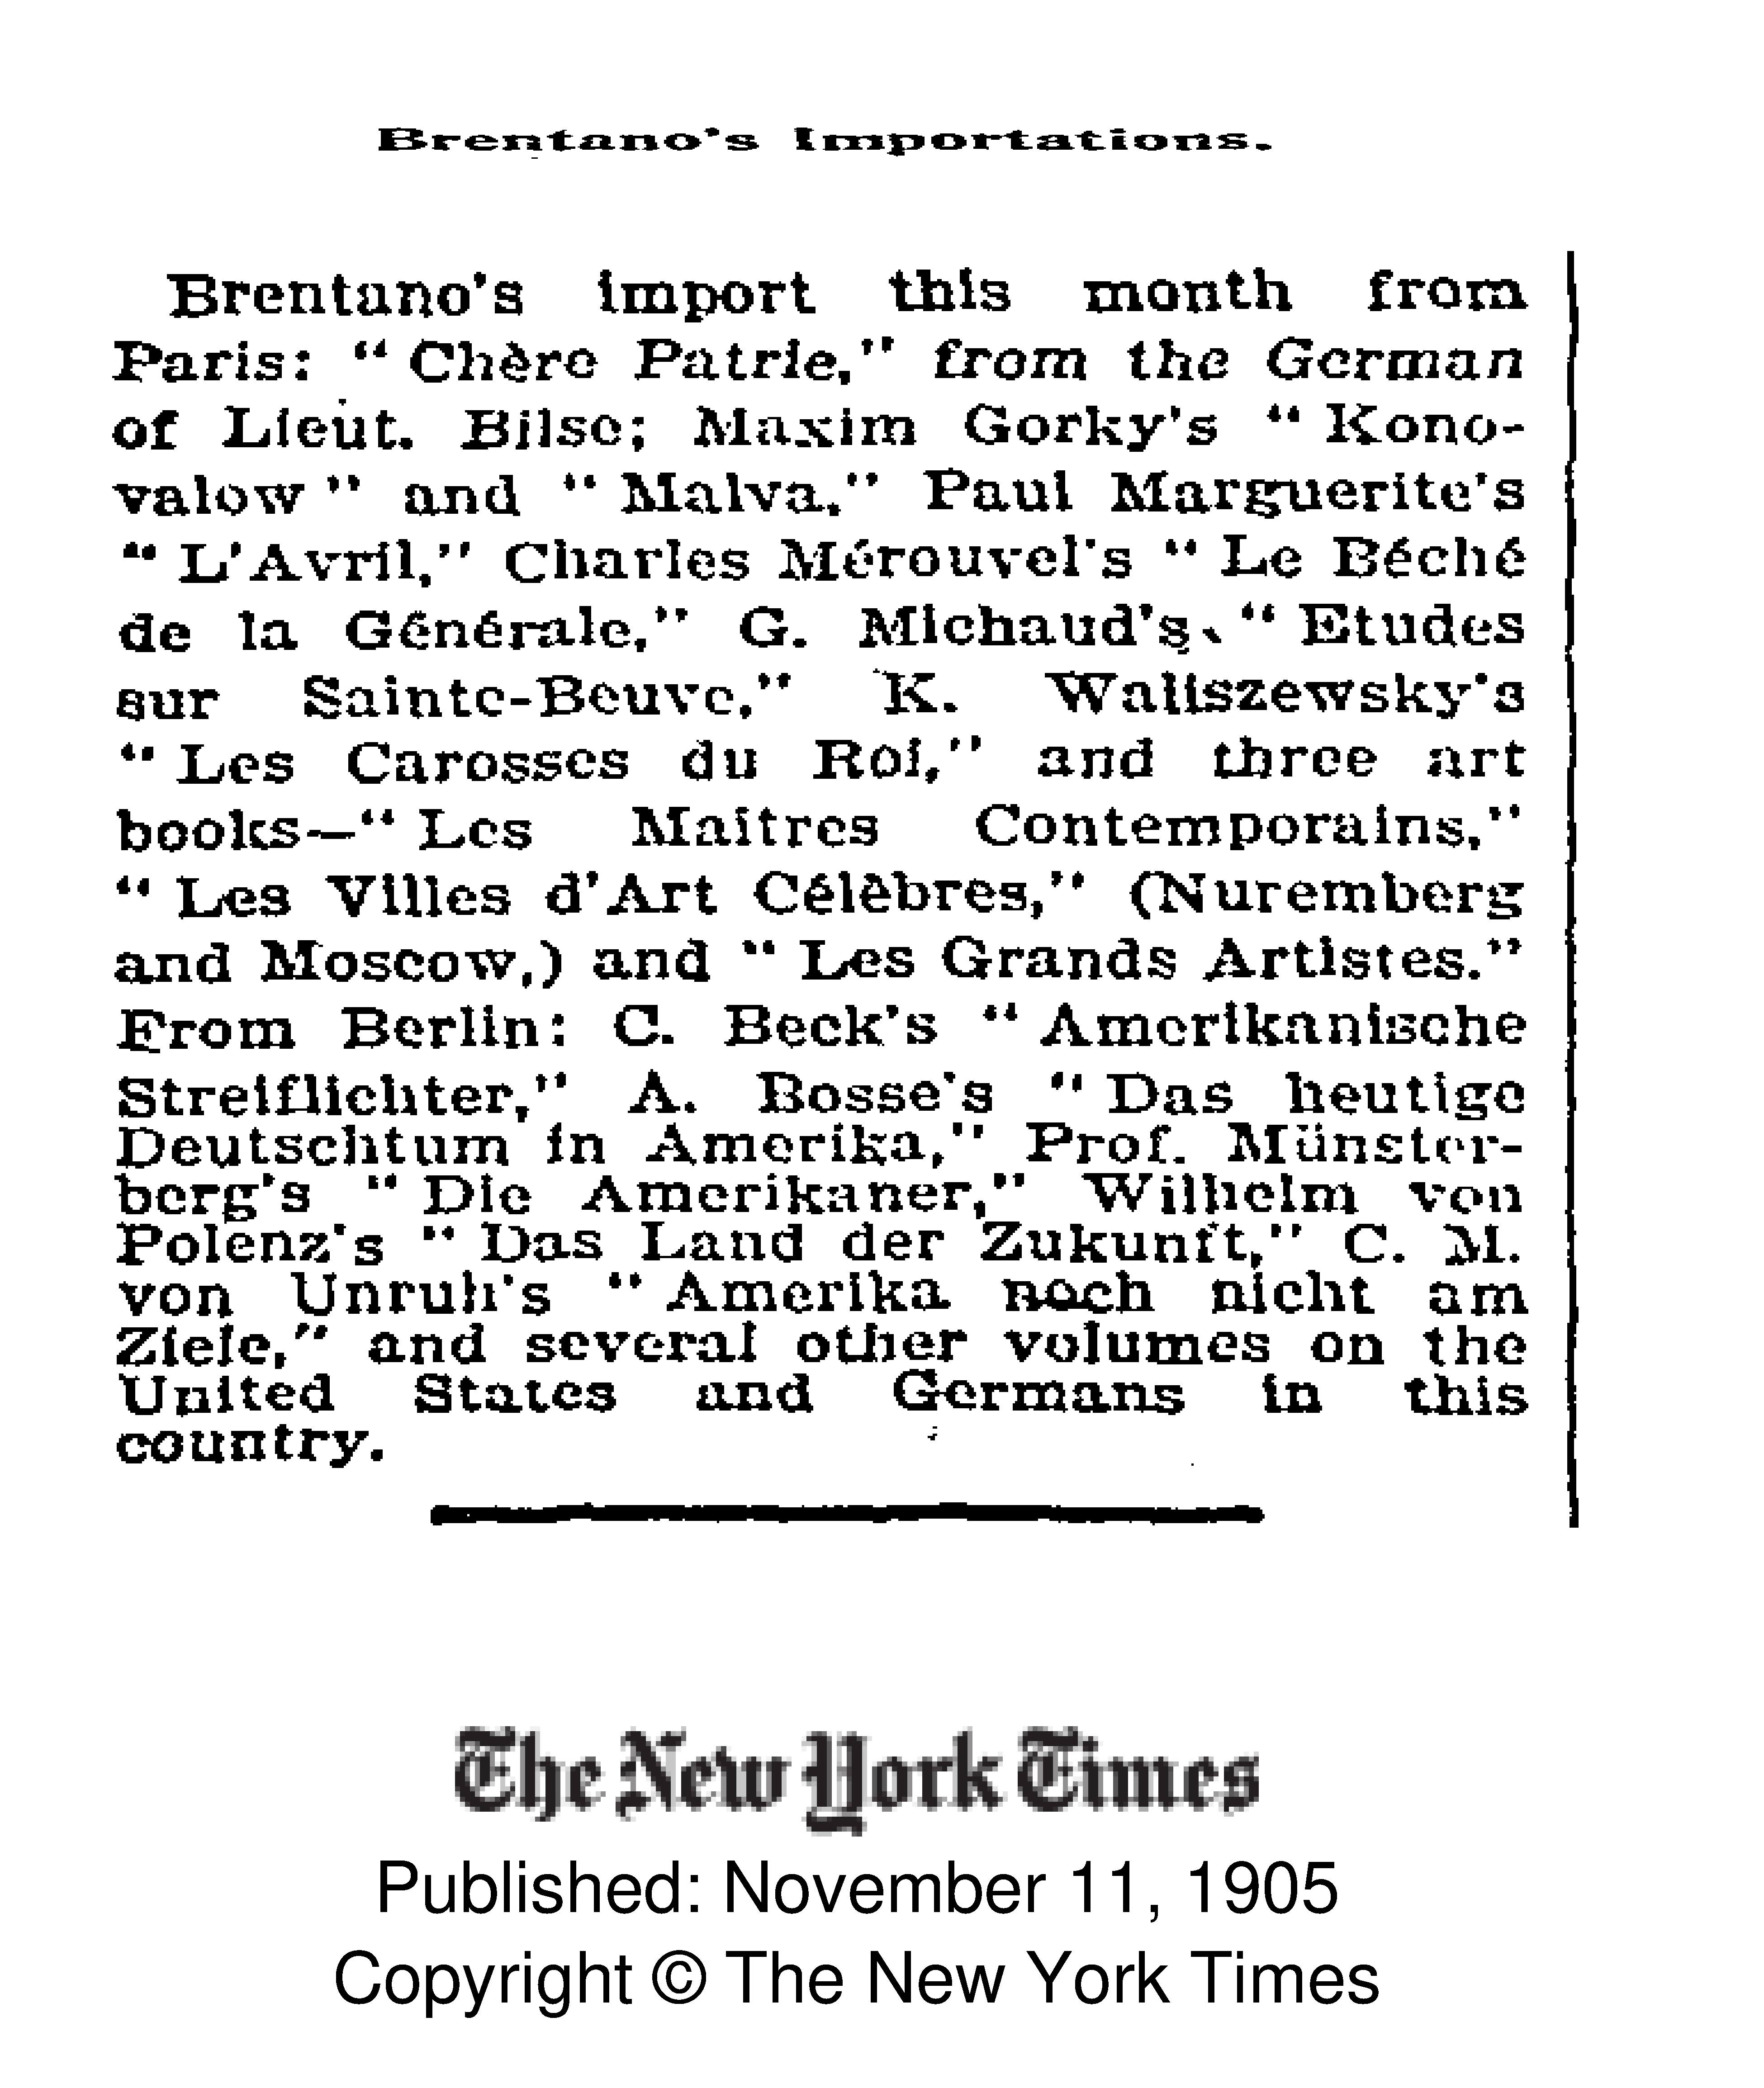 Brentano's Importations.
Brentano's import this month from
Paris: "Chère Patrie," from the German
of Lieut. Bilse; Maxim Gorky's "Kono-
valow" and "Malva," Paul Marguerite's
"L'Avril," Charles Mérouvel's "Le Béché
de la Générale," G. Michaud's "Etudes
sur Sainte-Beuve," K. Waliszewsky's
"Les Carosses du Roi," and three art
books—"Les Maitres Contemporains,"
"Les Villes d'Art Célèbres," (Nuremberg
and Moscow,) and "Les Grands Artistes."
From Berlin: C. Beck's "Amerikanische
Streiflichter," A. Bosse's "Das heutige
Deutschtum in Amerika," Prof. Münster-
berg's "Die Amerikaner," Wilhelm von
Polenz's "Das Land der Zukunft," C. M.
von Unruh's "Amerika noch nicht am
Ziele," and several other volumes on the
United States and Germans in this
country.
The New York Times
Published: November 11, 1905
Copyright © The New York Times